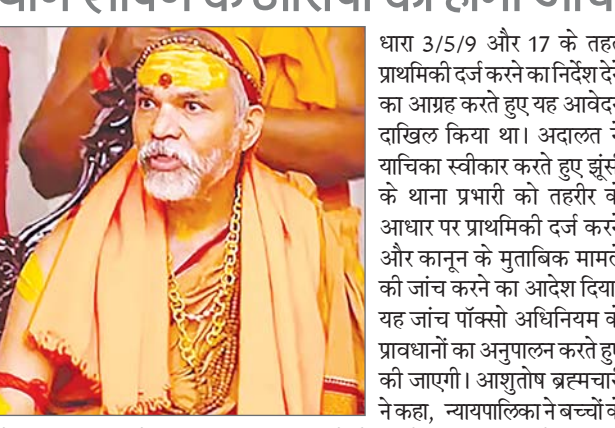 के आरोपों की होगी जांच
धारा 3/5/9 और 17 के तहत
प्राथमिकी दर्ज करने का निर्देश देने
का आग्रह करते हुए यह आवेदन
दाखिल किया था। अदालत ने
याचिका स्वीकार करते हुए झूंसी
के थाना प्रभारी को तहरीर के
आधार पर प्राथमिकी दर्ज करने
और कानून के मुताबिक मामले
की जांच करने का आदेश दिया।
यह जांच पॉक्सो अधिनियम के
प्रावधानों का अनुपालन करते हुए
की जाएगी। आशुतोष ब्रह्मचारी
ने कहा, न्यायपालिका ने बच्चों के